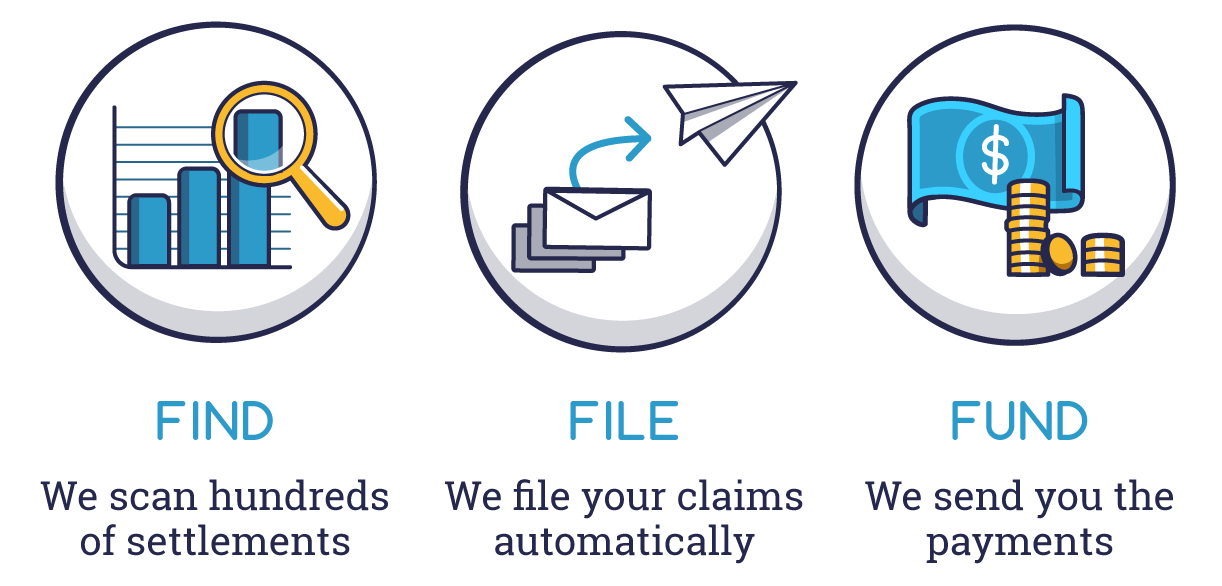 $
FIND
We scan hundreds
of settlements
FILE
We file your claims
automatically
FUND
We send you the
payments